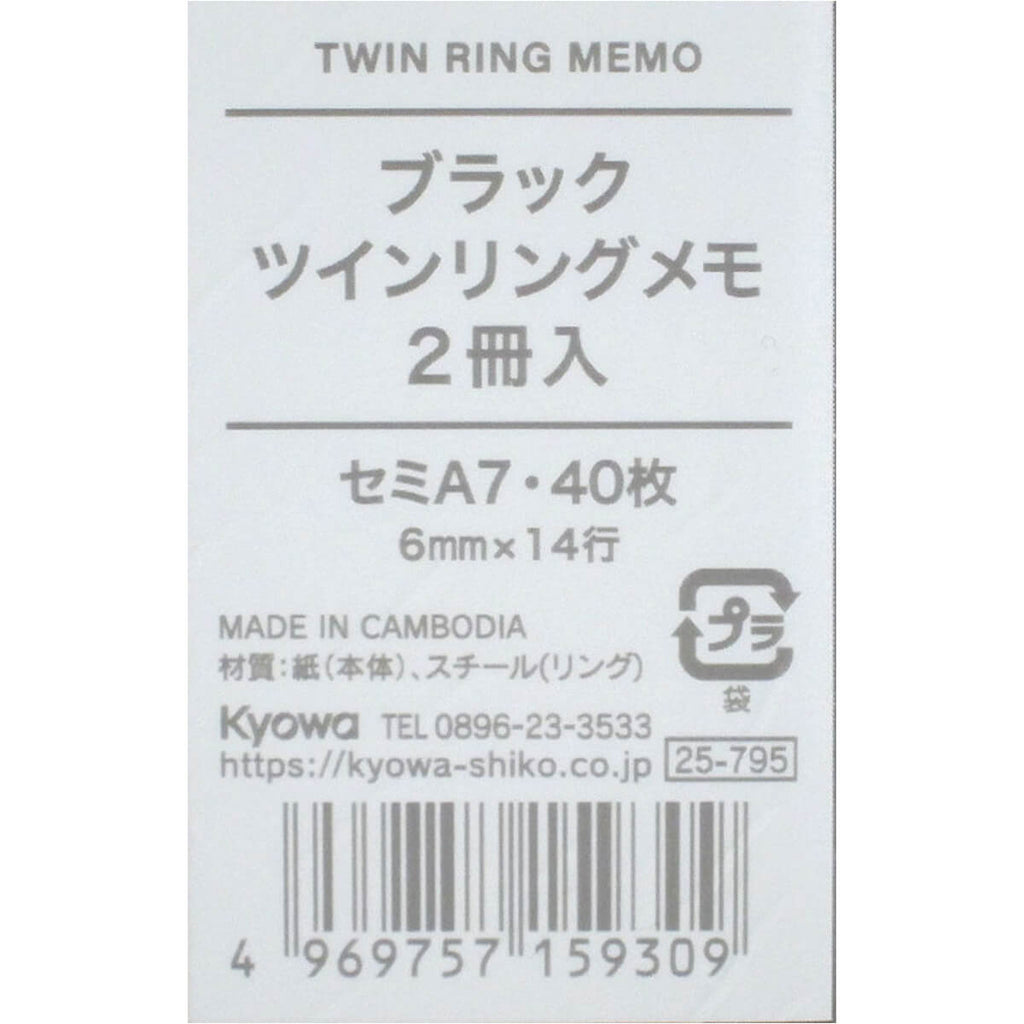 TWIN RING MEMO
ブラック
ツインリングメモ
2冊入
セミA7・40枚
6mm×14行
MADE IN CAMBODIA
材質:紙(本体)、スチール(リング)
プラ
袋
Kyowa TEL 0896-23-3533
https://kyowa-shiko.co.jp 25-795
4 969757 159309